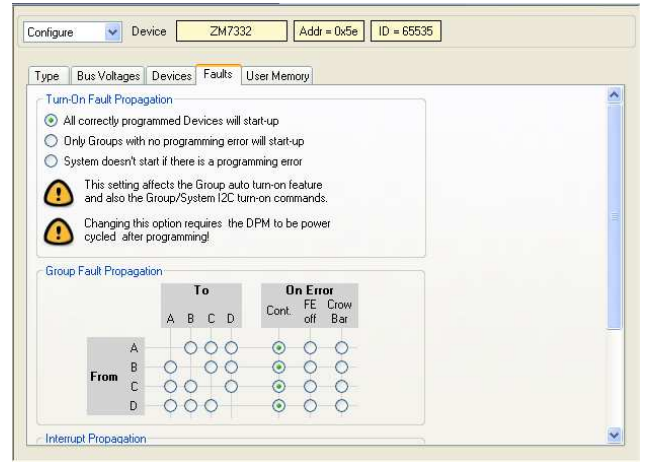 Configure Device ZM7332 Addr = 0x5e ID = 65535
Type Bus Voltages Devices Faults User Memory
Turn-On Fault Propagation
All correctly programmed Devices will start-up
Only Groups with no programming error will start-up
System doesn't start if there is a programming error
This setting affects the Group auto turn-on feature
and also the Group/System I2C turn-on commands.
Changing this option requires the DPM to be power
cycled after programming!
Group Fault Propagation
To On Error
A B C D Cont. FE off Crow Bar
From
A
B
C
D
Interrupt Propagation